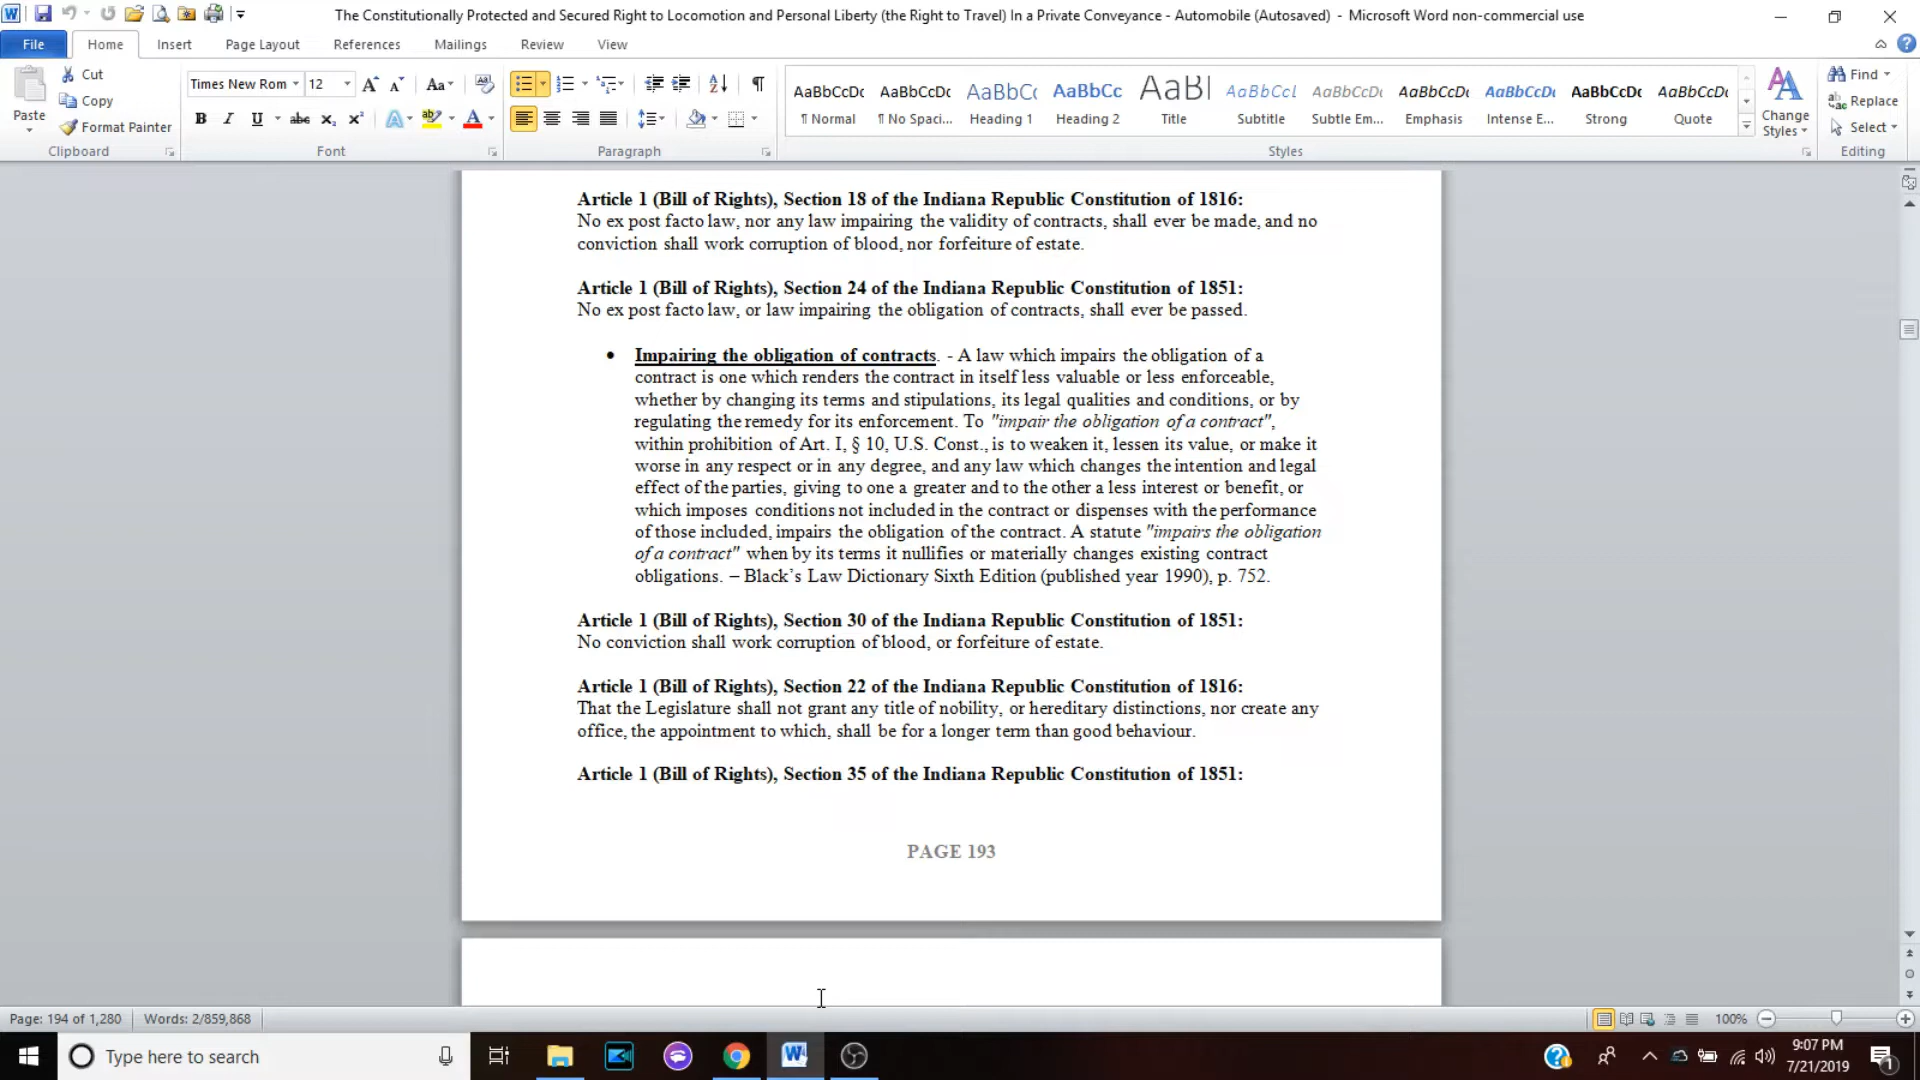 The Constitutionally Protected and Secured Right to Locomotion and Personal Liberty (the Right to Travel) In a Private Conveyance - Automobile (Autosaved) - Microsoft Word non-commercial use
File Home Insert Page Layout References Mailings Review View
Cut
Copy
Format Painter
Paste
Clipboard
Times New Rom 12
Font
Paragraph
AaBbCcDc AaBbCcDc AaBbCc AaBbCc AaBl AaBbCcL AaBbCcDt AaBbCcDt AaBbCcDt AaBbCcDc AaBbCcDt
¶ Normal ¶ No Spaci... Heading 1 Heading 2 Title Subtitle Subtle Em... Emphasis Intense E... Strong Quote
Change
Styles
Styles
Find
Replace
Select
Editing
Article 1 (Bill of Rights), Section 18 of the Indiana Republic Constitution of 1816:
No ex post facto law, nor any law impairing the validity of contracts, shall ever be made, and no
conviction shall work corruption of blood, nor forfeiture of estate.
Article 1 (Bill of Rights), Section 24 of the Indiana Republic Constitution of 1851:
No ex post facto law, or law impairing the obligation of contracts, shall ever be passed.
• Impairing the obligation of contracts. - A law which impairs the obligation of a
contract is one which renders the contract in itself less valuable or less enforceable,
whether by changing its terms and stipulations, its legal qualities and conditions, or by
regulating the remedy for its enforcement. To "impair the obligation of a contract",
within prohibition of Art. I, § 10, U.S. Const., is to weaken it, lessen its value, or make it
worse in any respect or in any degree, and any law which changes the intention and legal
effect of the parties, giving to one a greater and to the other a less interest or benefit, or
which imposes conditions not included in the contract or dispenses with the performance
of those included, impairs the obligation of the contract. A statute "impairs the obligation
of a contract" when by its terms it nullifies or materially changes existing contract
obligations. – Black’s Law Dictionary Sixth Edition (published year 1990), p. 752.
Article 1 (Bill of Rights), Section 30 of the Indiana Republic Constitution of 1851:
No conviction shall work corruption of blood, or forfeiture of estate.
Article 1 (Bill of Rights), Section 22 of the Indiana Republic Constitution of 1816:
That the Legislature shall not grant any title of nobility, or hereditary distinctions, nor create any
office, the appointment to which, shall be for a longer term than good behaviour.
Article 1 (Bill of Rights), Section 35 of the Indiana Republic Constitution of 1851:
PAGE 193
Page: 194 of 1,280 Words: 2/859,868 100%
Type here to search
9:07 PM
7/21/2019